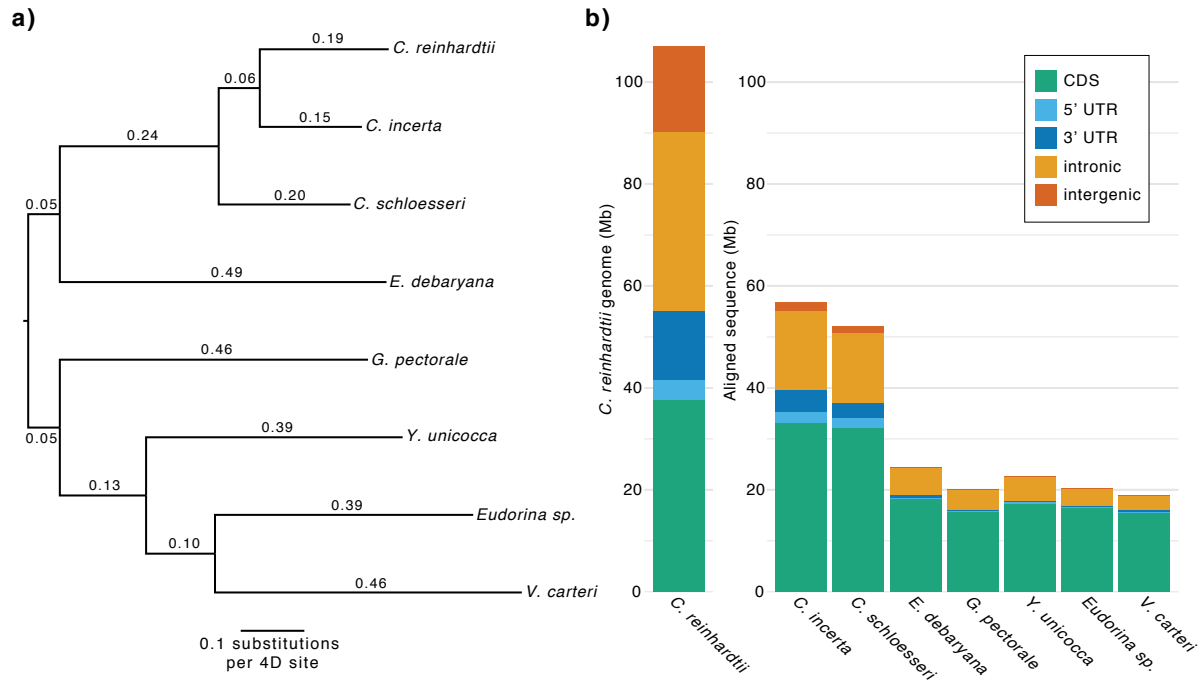 a)
0.19
C. reinhardtii
0.06
0.15
C. incerta
0.24
0.20
C. schloesseri
0.05
0.49
E. debaryana
0.46
G. pectorale
0.05
0.39
Y. unicocca
0.13
0.39
Eudorina sp.
0.10
0.46
V. carteri
0.1 substitutions
per 4D site
b)
C. reinhardtii genome (Mb)
100
80
60
40
20
0
C. reinhardtii
Aligned sequence (Mb)
100
80
60
40
20
0
CDS
5' UTR
3' UTR
intronic
intergenic
C. incerta
C. schloesseri
E. debaryana
G. pectorale
Y. unicocca
Eudorina sp.
V. carteri